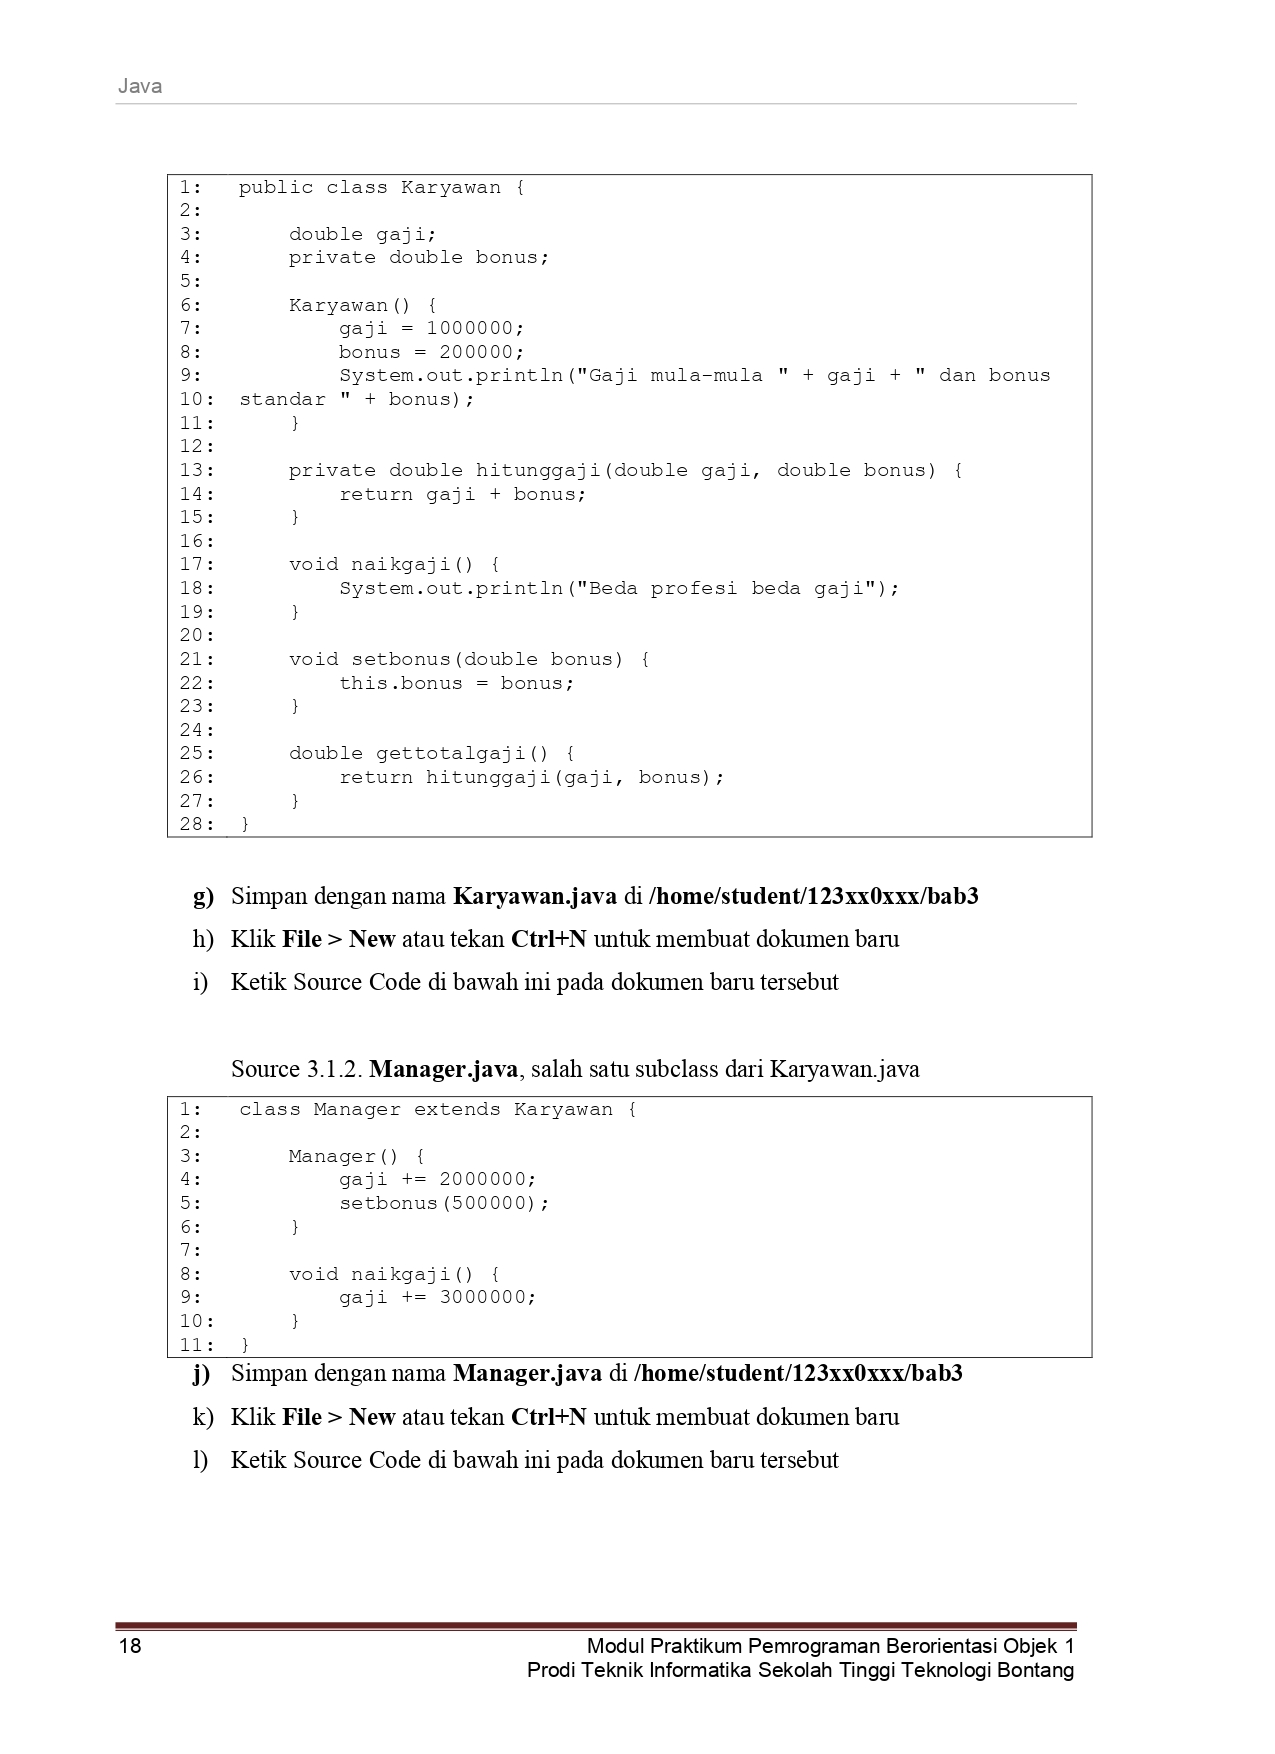 Java
1: public class Karyawan {
2:
3:     double gaji;
4:     private double bonus;
5:
6:     Karyawan() {
7:         gaji = 1000000;
8:         bonus = 200000;
9:         System.out.println("Gaji mula-mula " + gaji + " dan bonus
10: standar " + bonus);
11:     }
12:
13:     private double hitunggaji(double gaji, double bonus) {
14:         return gaji + bonus;
15:     }
16:
17:     void naikgaji() {
18:         System.out.println("Beda profesi beda gaji");
19:     }
20:
21:     void setbonus(double bonus) {
22:         this.bonus = bonus;
23:     }
24:
25:     double gettotalgaji() {
26:         return hitunggaji(gaji, bonus);
27:     }
28: }
g) Simpan dengan nama Karyawan.java di /home/student/123xx0xxx/bab3
h) Klik File > New atau tekan Ctrl+N untuk membuat dokumen baru
i) Ketik Source Code di bawah ini pada dokumen baru tersebut
Source 3.1.2. Manager.java, salah satu subclass dari Karyawan.java
1: class Manager extends Karyawan {
2:
3:     Manager() {
4:         gaji += 2000000;
5:         setbonus(500000);
6:     }
7:
8:     void naikgaji() {
9:         gaji += 3000000;
10:     }
11: }
j) Simpan dengan nama Manager.java di /home/student/123xx0xxx/bab3
k) Klik File > New atau tekan Ctrl+N untuk membuat dokumen baru
l) Ketik Source Code di bawah ini pada dokumen baru tersebut
18 Modul Praktikum Pemrograman Berorientasi Objek 1
Prodi Teknik Informatika Sekolah Tinggi Teknologi Bontang